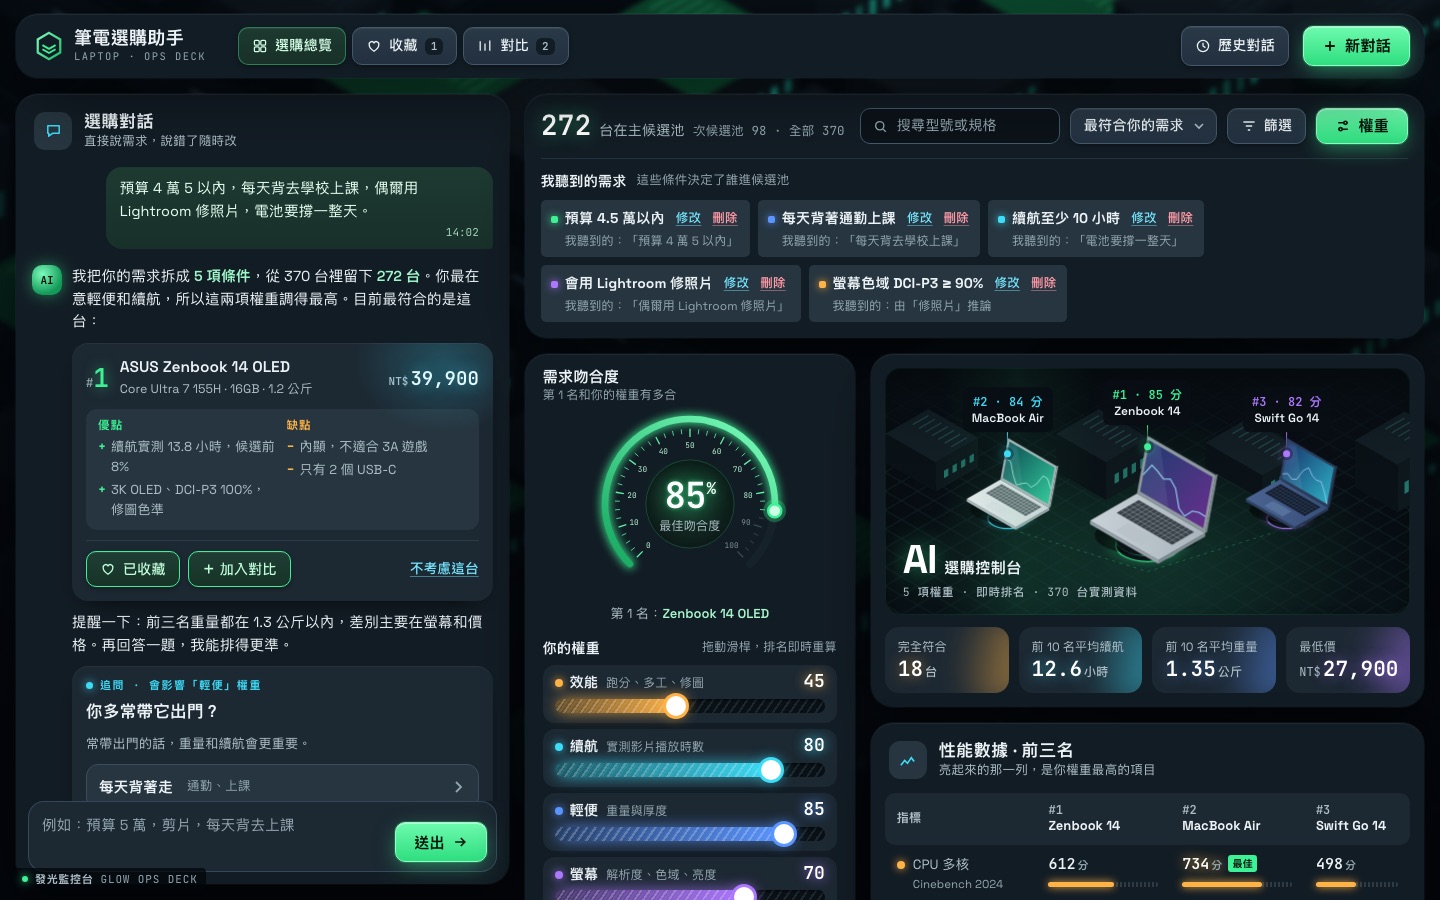 筆電選購助手
LAPTOP · OPS DECK
選購總覽
收藏 1
對比 2
歷史對話
+ 新對話
選購對話
直接說需求，說錯了隨時改
預算 4 萬 5 以內，每天背去學校上課，偶爾用
Lightroom 修照片，電池要撐一整天。
14:02
AI
我把你的需求拆成 5 項條件，從 370 台裡留下 272 台。你最在
意輕便和續航，所以這兩項權重調得最高。目前最符合的是這
台：
#1
ASUS Zenbook 14 OLED
Core Ultra 7 155H · 16GB · 1.2 公斤
NT$ 39,900
優點
+ 續航實測 13.8 小時，候選前
8%
+ 3K OLED、DCI-P3 100%，
修圖色準
缺點
− 內顯，不適合 3A 遊戲
− 只有 2 個 USB-C
已收藏
+ 加入對比
不考慮這台
提醒一下：前三名重量都在 1.3 公斤以內，差別主要在螢幕和價
格。再回答一題，我能排得更準。
追問 · 會影響「輕便」權重
你多常帶它出門？
常帶出門的話，重量和續航會更重要。
每天背著走 通勤、上課
例如：預算 5 萬，剪片，每天背去上課
送出 →
發光監控台 GLOW OPS DECK
272 台在主候選池 次候選池 98 · 全部 370
搜尋型號或規格
最符合你的需求
篩選
權重
我聽到的需求 這些條件決定了誰進候選池
預算 4.5 萬以內 修改 刪除
我聽到的：「預算 4 萬 5 以內」
每天背著通勤上課 修改 刪除
我聽到的：「每天背去學校上課」
續航至少 10 小時 修改 刪除
我聽到的：「電池要撐一整天」
會用 Lightroom 修照片 修改 刪除
我聽到的：「偶爾用 Lightroom 修照片」
螢幕色域 DCI-P3 ≥ 90% 修改 刪除
我聽到的：由「修照片」推論
需求吻合度
第 1 名和你的權重有多合
0
10
20
30
40
50
60
70
80
90
100
85%
最佳吻合度
第 1 名：Zenbook 14 OLED
你的權重
拖動滑桿，排名即時重算
效能 跑分、多工、修圖 45
續航 實測影片播放時數 80
輕便 重量與厚度 85
螢幕 解析度、色域、亮度 70
#2 · 84 分
MacBook Air
#1 · 85 分
Zenbook 14
#3 · 82 分
Swift Go 14
AI 選購控制台
5 項權重 · 即時排名 · 370 台實測資料
完全符合
18 台
前 10 名平均續航
12.6 小時
前 10 名平均重量
1.35 公斤
最低價
NT$ 27,900
性能數據 · 前三名
亮起來的那一列，是你權重最高的項目
指標
#1
Zenbook 14
#2
MacBook Air
#3
Swift Go 14
CPU 多核
Cinebench 2024
612 分
734 分 最佳
498 分